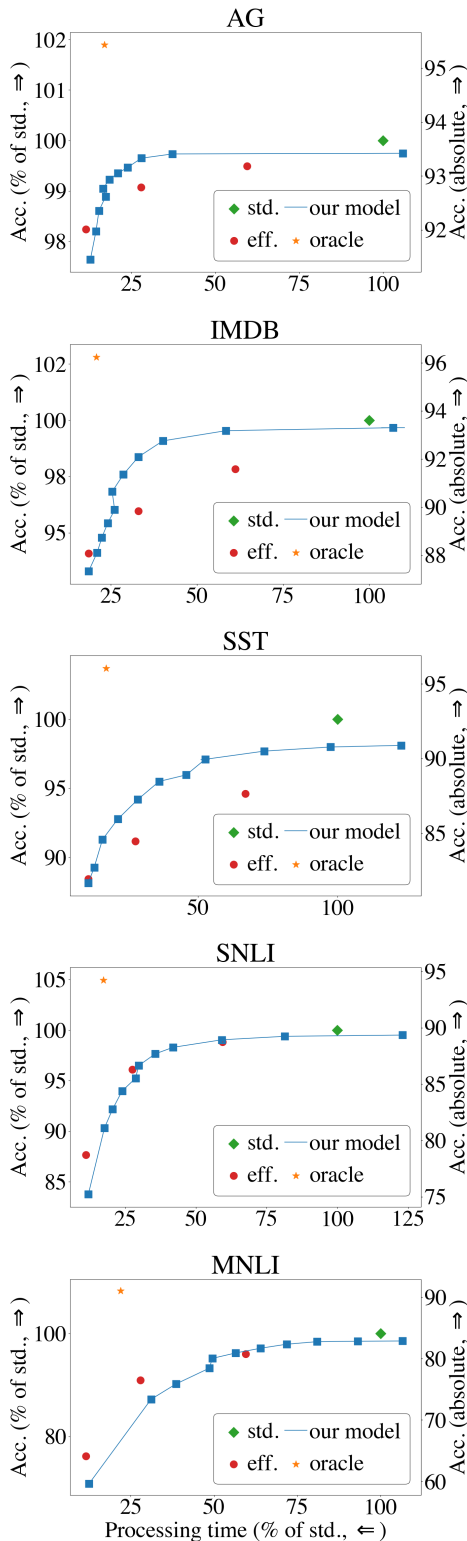 AG
102
101
100
99
98
Acc. (% of std., ⇒)
95
94
93
92
Acc. (absolute, ⇒)
std. our model
eff. oracle
25 50 75 100
IMDB
102
100
98
95
Acc. (% of std., ⇒)
96
94
92
90
88
Acc. (absolute, ⇒)
std. our model
eff. oracle
25 50 75 100
SST
100
95
90
Acc. (% of std., ⇒)
95
90
85
Acc. (absolute, ⇒)
std. our model
eff. oracle
50 100
SNLI
105
100
95
90
85
Acc. (% of std., ⇒)
95
90
85
80
75
Acc. (absolute, ⇒)
std. our model
eff. oracle
25 50 75 100 125
MNLI
100
80
Acc. (% of std., ⇒)
90
80
70
60
Acc. (absolute, ⇒)
std. our model
eff. oracle
25 50 75 100
Processing time (% of std., ⇐)